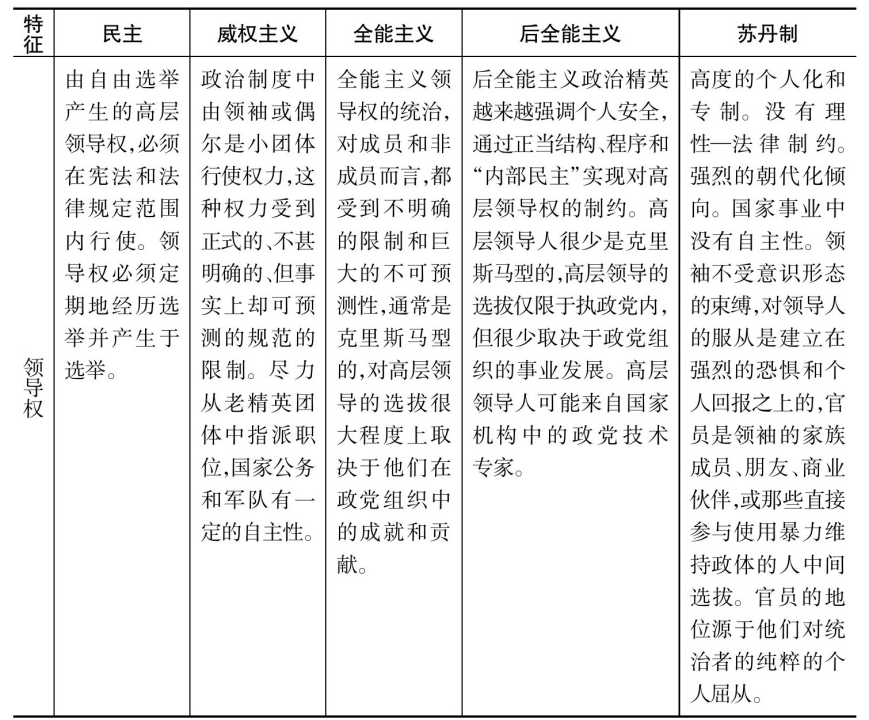 特征
民主
威权主义
全能主义
后全能主义
苏丹制
领导权
由自由选举
产生的高层
领导权,必须
在宪法和法
律规定范围
内行使。领
导权必须定
期地经历选
举并产生于
选举。
政治制度中
由领袖或偶
尔是小团体
行使权力,这
种权力受到
正式的、不甚
明确的、但事
实上却可预
测的规范的
限制。尽力
从老精英团
体中指派职
位,国家公务
和军队有一
定的自主性。
全能主义领
导权的统治,
对成员和非
成员而言,都
受到不明确
的限制和巨
大的不可预
测性,通常是
克里斯马型
的,对高层领
导的选拔很
大程度上取
决于他们在
政党组织中
的成就和贡
献。
后全能主义政治精英
越来越强调个人安全,
通过正当结构、程序和
“内部民主”实现对高
层领导权的制约。高
层领导人很少是克里
斯马型的,高层领导的
选拔仅限于执政党内,
但很少取决于政党组
织的事业发展。高层
领导人可能来自国家
机构中的政党技术
专家。
高度的个人化和
专制。没有理
性—法律制约。
强烈的朝代化倾
向。国家事业中
没有自主性。领
袖不受意识形态
的束缚,对领导人
的服从是建立在
强烈的恐惧和个
人回报之上的,官
员是领袖的家族
成员、朋友、商业
伙伴,或那些直接
参与使用暴力维
持政体的人中间
选拔。官员的地
位源于他们对统
治者的纯粹的个
人屈从。